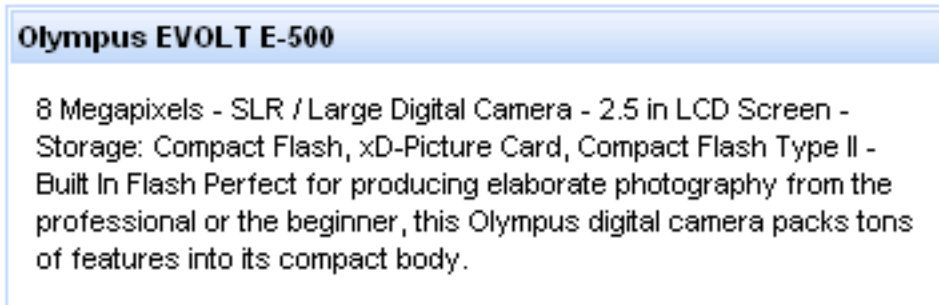 Olympus EVOLT E-500
8 Megapixels - SLR / Large Digital Camera - 2.5 in LCD Screen -
Storage: Compact Flash, xD-Picture Card, Compact Flash Type II -
Built In Flash Perfect for producing elaborate photography from the
professional or the beginner, this Olympus digital camera packs tons
of features into its compact body.